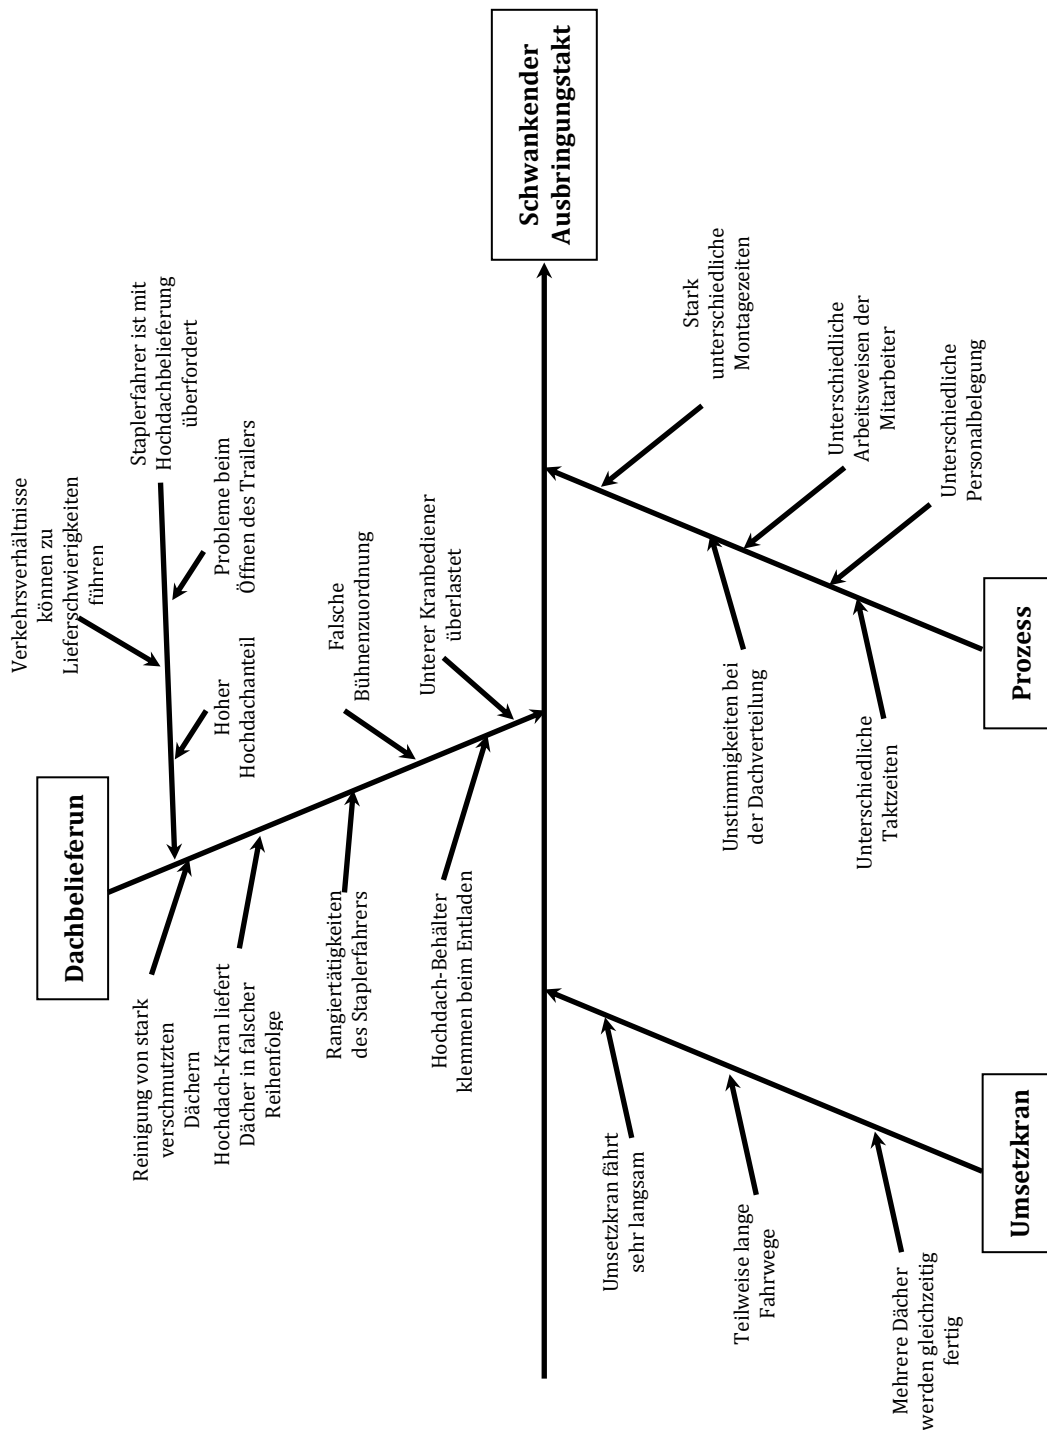 Dachbelieferun
Verkehrsverhältnisse
können zu
Lieferschwierigkeiten
führen
Staplerfahrer ist mit
Hochdachbelieferung
überfordert
Probleme beim
Öffnen des Trailers
Hoher
Hochdachanteil
Reinigung von stark
verschmutzten
Dächern
Hochdach-Kran liefert
Dächer in falscher
Reihenfolge
Rangiertätigkeiten
des Staplerfahrers
Falsche
Bühnenzuordnung
Hochdach-Behälter
klemmen beim Entladen
Unterer Kranbediener
überlastet
Schwankender
Ausbringungstakt
Umsetzkran fährt
sehr langsam
Teilweise lange
Fahrwege
Mehrere Dächer
werden gleichzeitig
fertig
Umsetzkran
Stark
unterschiedliche
Montagezeiten
Unstimmigkeiten bei
der Dachverteilung
Unterschiedliche
Arbeitsweisen der
Mitarbeiter
Unterschiedliche
Taktzeiten
Unterschiedliche
Personalbelegung
Prozess